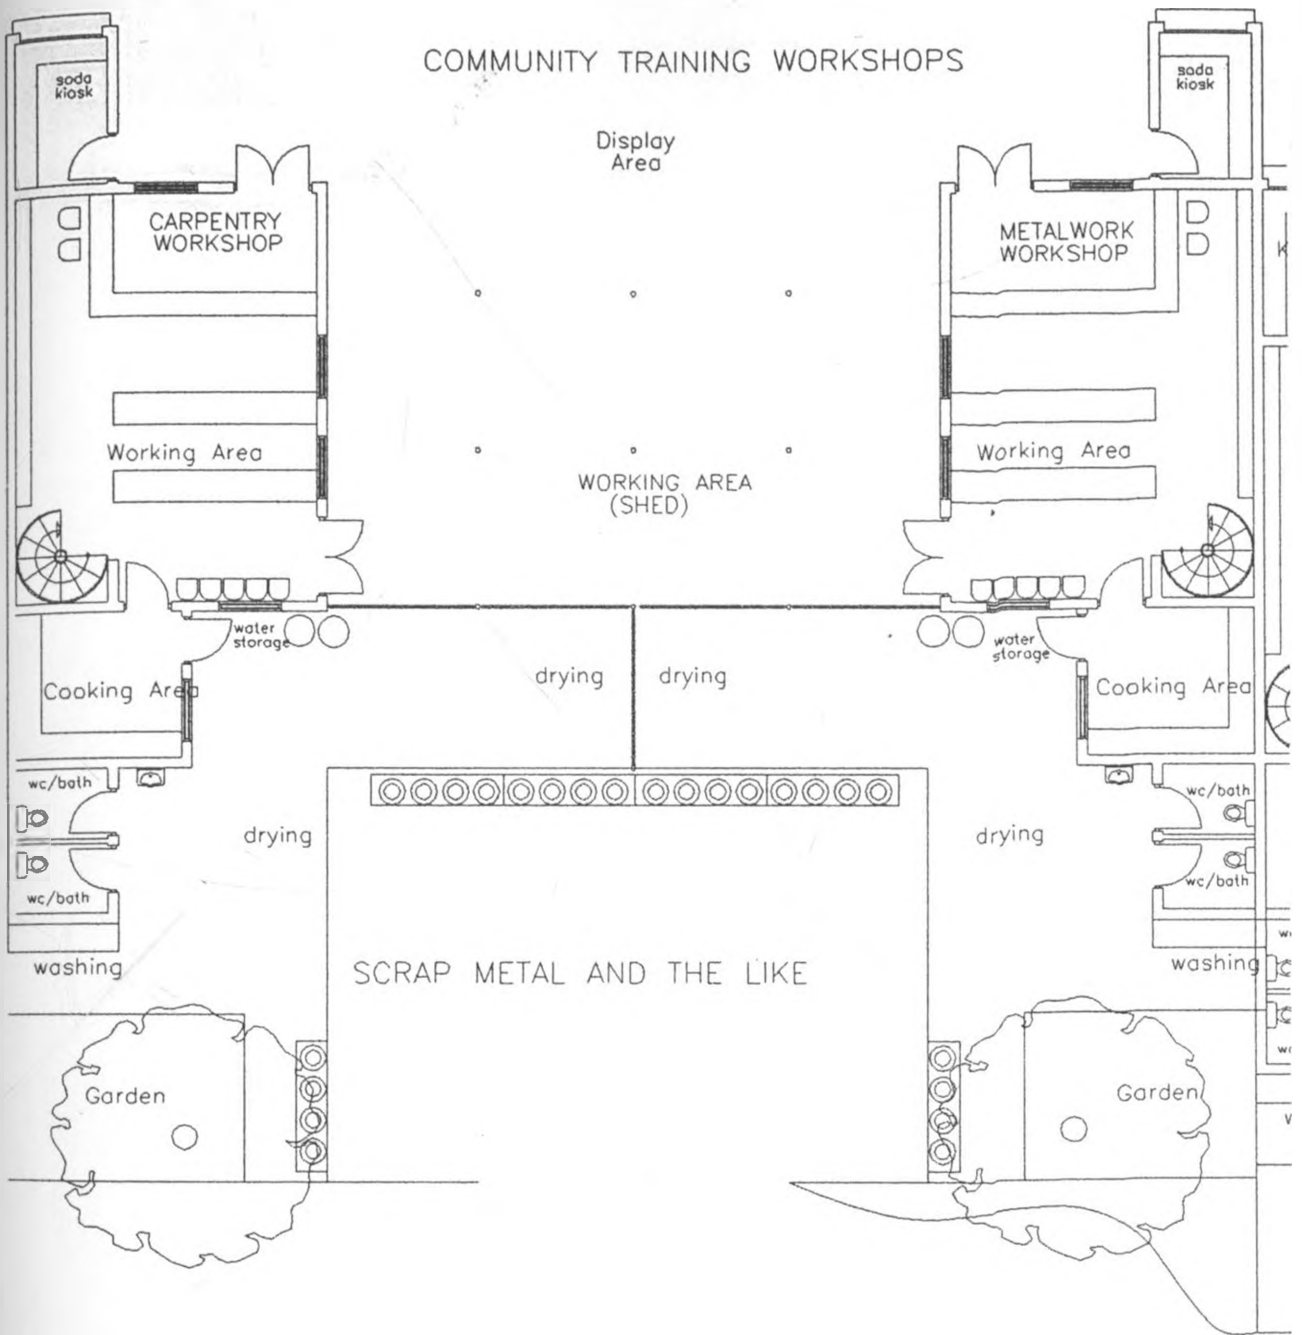 COMMUNITY TRAINING WORKSHOPS
soda
kiosk
soda
kiosk
Display
Area
CARPENTRY
WORKSHOP
METALWORK
WORKSHOP
K
Working Area
Working Area
WORKING AREA
(SHED)
water
storage
water
storage
drying
drying
Cooking Area
Cooking Area
wc/bath
wc/bath
drying
drying
wc/bath
wc/bath
washing
washing
SCRAP METAL AND THE LIKE
Garden
Garden